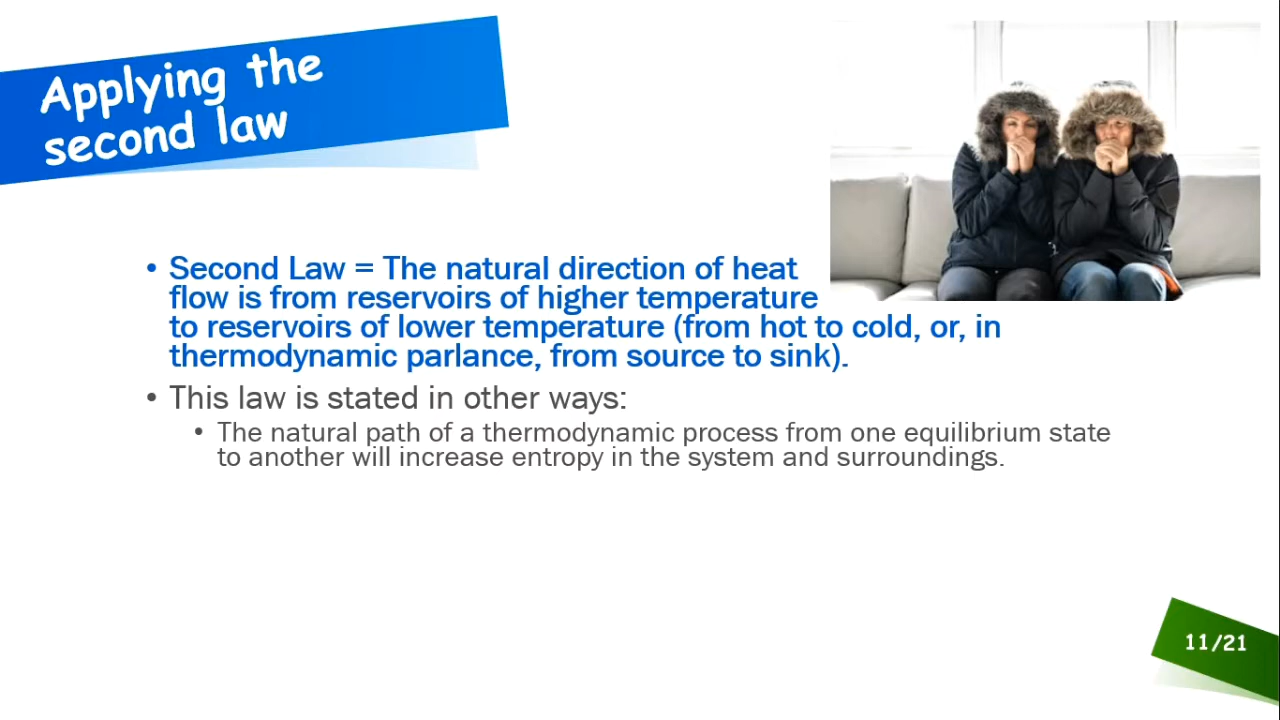 Applying the
second law
• Second Law = The natural direction of heat
flow is from reservoirs of higher temperature
to reservoirs of lower temperature (from hot to cold, or, in
thermodynamic parlance, from source to sink).
• This law is stated in other ways:
• The natural path of a thermodynamic process from one equilibrium state
to another will increase entropy in the system and surroundings.
11/21